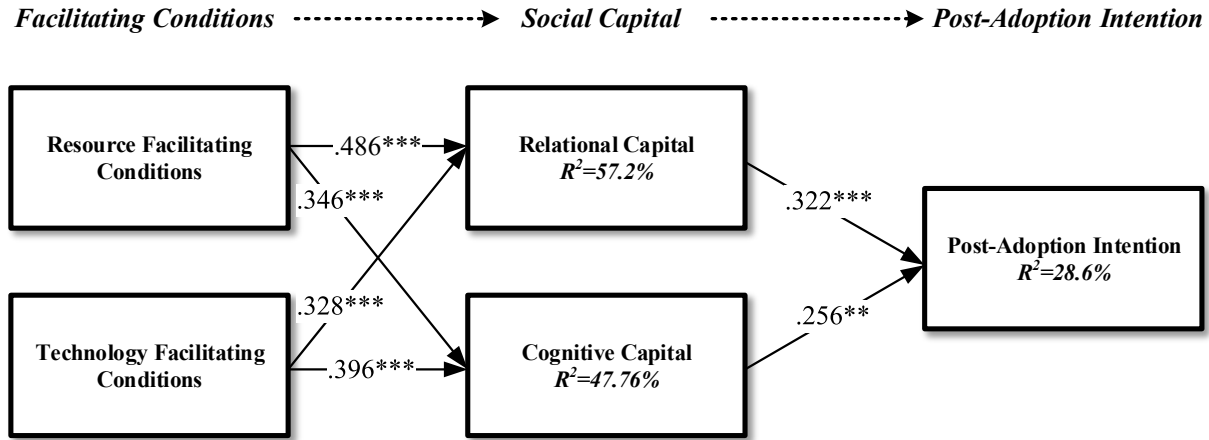 Facilitating Conditions
Social Capital
Post-Adoption Intention
Resource Facilitating
Conditions
.486***
Relational Capital
R²=57.2%
.346***
.322***
Post-Adoption Intention
R²=28.6%
.328***
.256**
Technology Facilitating
Conditions
.396***
Cognitive Capital
R²=47.76%